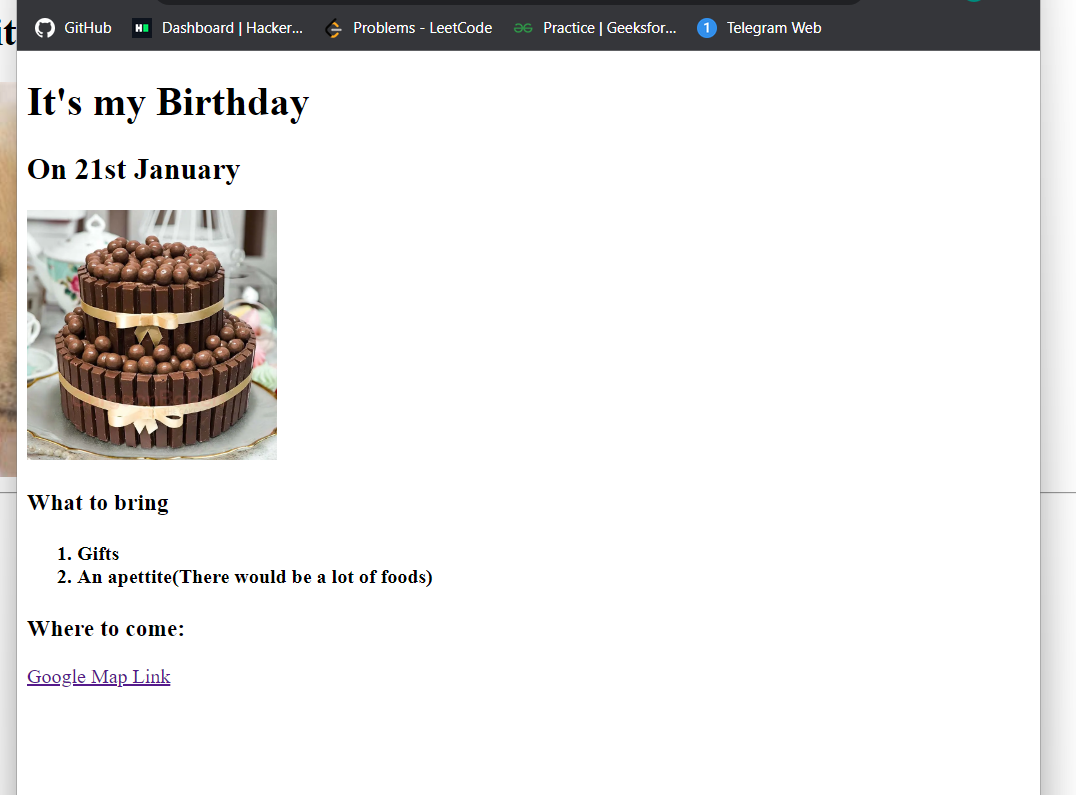 it
GitHub Dashboard | Hacker... Problems - LeetCode Practice | Geeksfor... 1 Telegram Web
It's my Birthday
On 21st January
What to bring
1. Gifts
2. An apettite(There would be a lot of foods)
Where to come:
Google Map Link